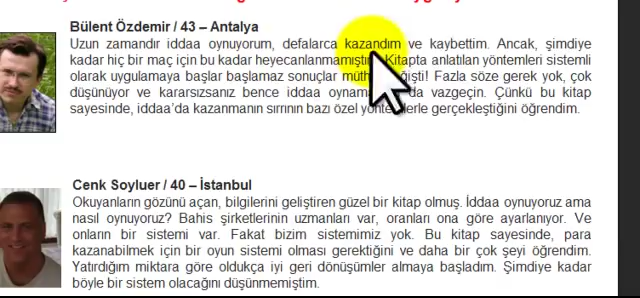 Bülent Özdemir / 43 – Antalya
Uzun zamandır iddaa oynuyorum, defalarca kazandım ve kaybettim. Ancak, şimdiye
kadar hiç bir maç için bu kadar heyecanlanmamıştım. Kitapta anlatılan yöntemleri sistemli
olarak uygulamaya başlar başlamaz sonuçlar Fazla söze gerek yok, çok
düşünüyor ve kararsızsanız bence iddaa da vazgeçin. Çünkü bu kitap
sayesinde, iddaa’da kazanmanın sırrının bazı özel gerçekleştiğini öğrendim.
Cenk Soyluer / 40 – İstanbul
Okuyanların gözünü açan, bilgilerini geliştiren güzel bir kitap olmuş. İddaa oynuyoruz ama
nasıl oynuyoruz? Bahis şirketlerinin uzmanları var, oranları ona göre ayarlanıyor. Ve
onların bir sistemi var. Fakat bizim sistemimiz yok. Bu kitap sayesinde, para
kazanabilmek için bir oyun sistemi olması gerektiğini ve daha bir çok şeyi öğrendim.
Yatırdığım miktara göre oldukça iyi geri dönüşümler almaya başladım. Şimdiye kadar
böyle bir sistem olacağını düşünmemiştim.